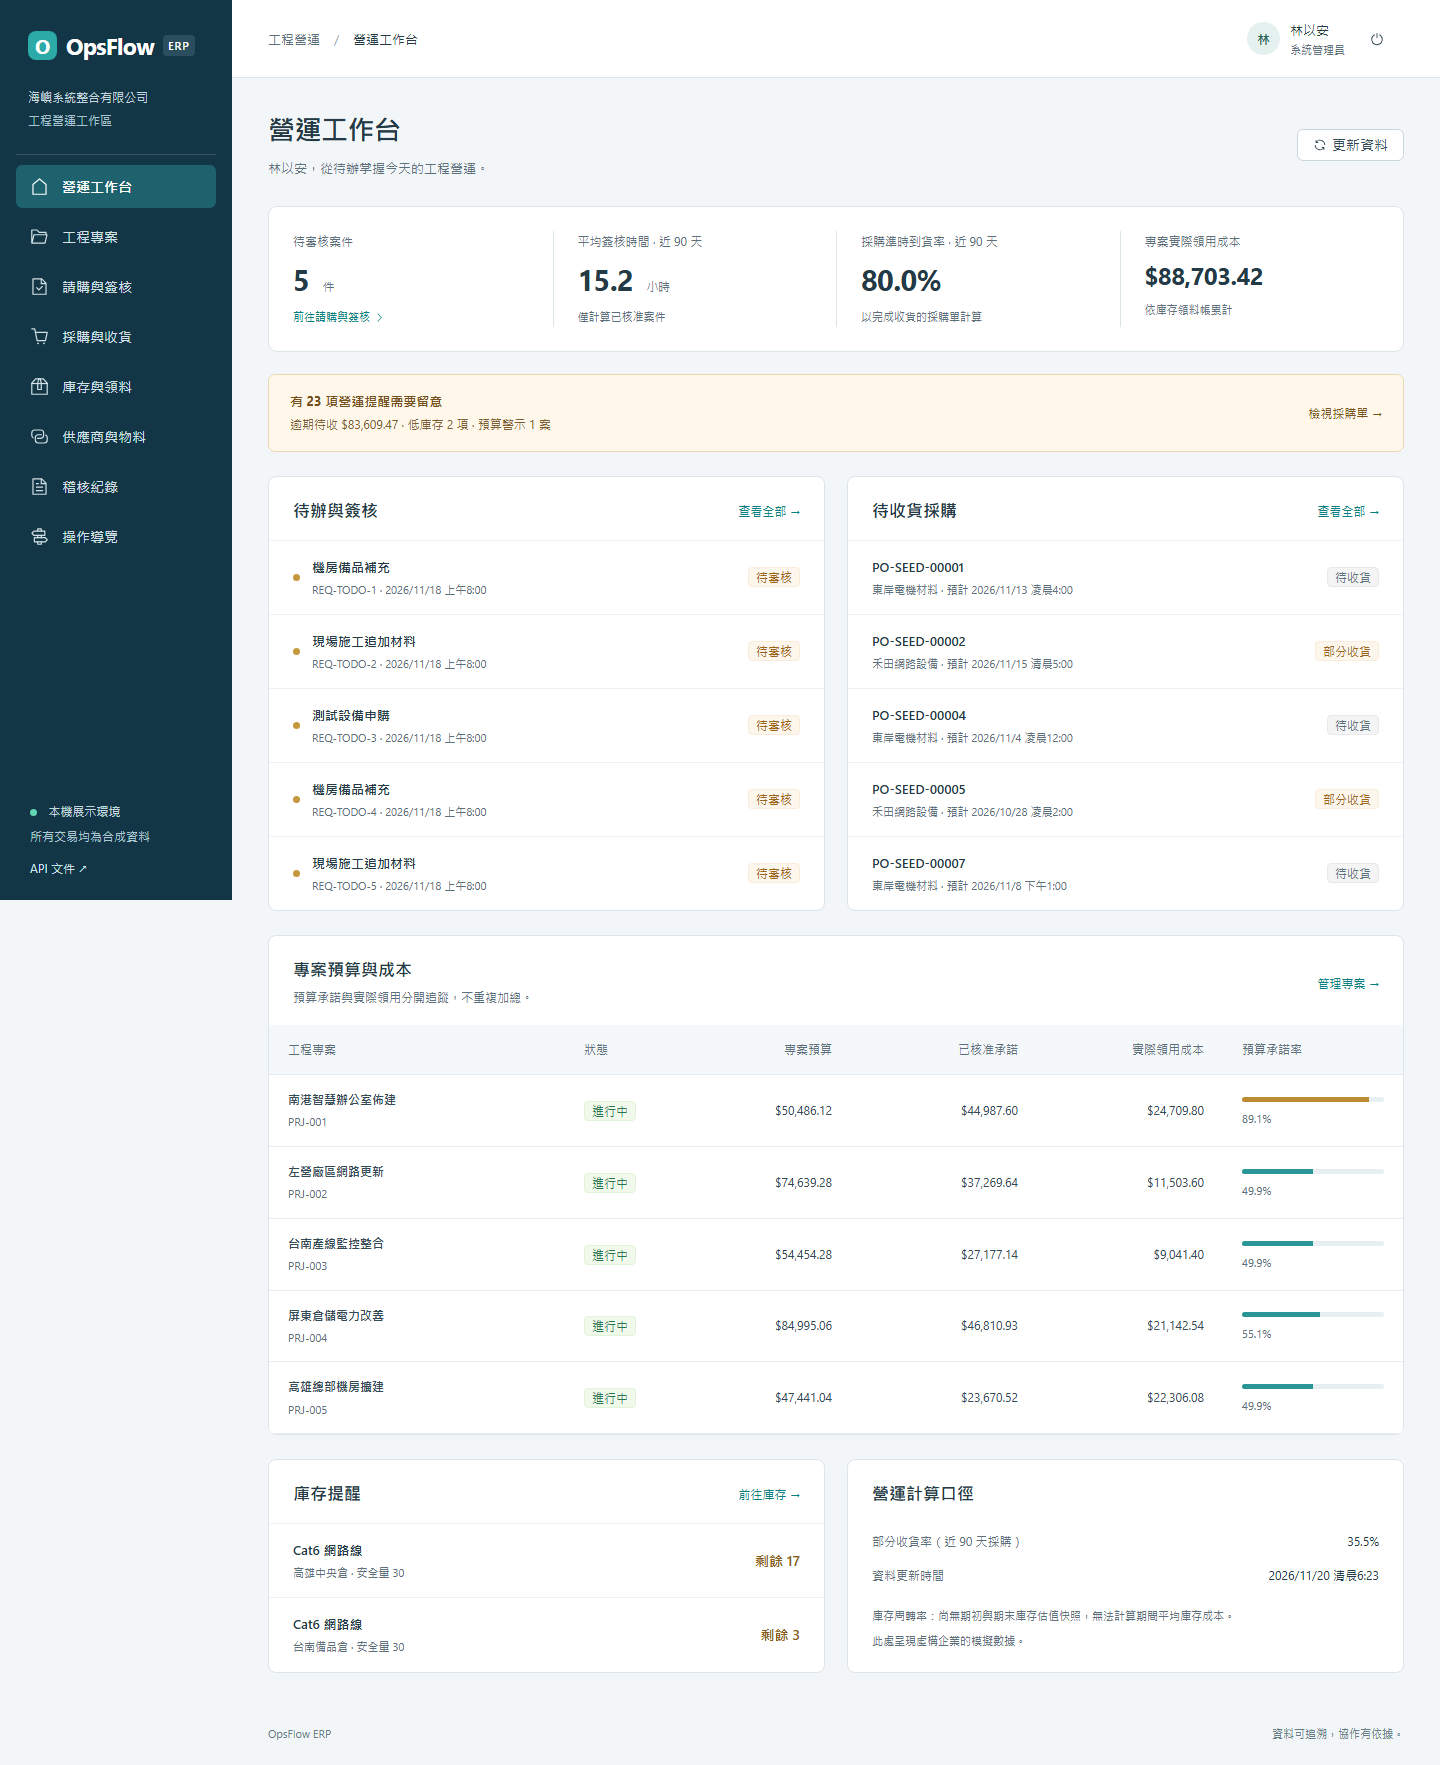 O OpsFlow ERP
海嶼系統整合有限公司
工程營運工作區
營運工作台
工程專案
請購與簽核
採購與收貨
庫存與領料
供應商與物料
稽核紀錄
操作導覽
本機展示環境
所有交易均為合成資料
API 文件 ↗
工程營運 / 營運工作台
林
林以安
系統管理員
營運工作台
林以安，從待辦掌握今天的工程營運。
更新資料
待審核案件
5 件
前往請購與簽核 >
平均簽核時間 · 近 90 天
15.2 小時
僅計算已核准案件
採購準時到貨率 · 近 90 天
80.0%
以完成收貨的採購單計算
專案實際領用成本
$88,703.42
依庫存領料帳累計
有 23 項營運提醒需要留意
逾期待收 $83,609.47 · 低庫存 2 項 · 預算警示 1 案
檢視採購單 →
待辦與簽核
查看全部 →
機房備品補充
REQ-TODO-1 · 2026/11/18 上午8:00
待審核
現場施工追加材料
REQ-TODO-2 · 2026/11/18 上午8:00
待審核
測試設備申購
REQ-TODO-3 · 2026/11/18 上午8:00
待審核
機房備品補充
REQ-TODO-4 · 2026/11/18 上午8:00
待審核
現場施工追加材料
REQ-TODO-5 · 2026/11/18 上午8:00
待審核
待收貨採購
查看全部 →
PO-SEED-00001
東岸電機材料 · 預計 2026/11/13 凌晨4:00
待收貨
PO-SEED-00002
禾田網路設備 · 預計 2026/11/15 清晨5:00
部分收貨
PO-SEED-00004
東岸電機材料 · 預計 2026/11/4 凌晨12:00
待收貨
PO-SEED-00005
禾田網路設備 · 預計 2026/10/28 凌晨2:00
部分收貨
PO-SEED-00007
東岸電機材料 · 預計 2026/11/8 下午1:00
待收貨
專案預算與成本
預算承諾與實際領用分開追蹤，不重複加總。
管理專案 →
工程專案 狀態 專案預算 已核准承諾 實際領用成本 預算承諾率
南港智慧辦公室佈建
PRJ-001
進行中 $50,486.12 $44,987.60 $24,709.80 89.1%
左營廠區網路更新
PRJ-002
進行中 $74,639.28 $37,269.64 $11,503.60 49.9%
台南產線監控整合
PRJ-003
進行中 $54,454.28 $27,177.14 $9,041.40 49.9%
屏東倉儲電力改善
PRJ-004
進行中 $84,995.06 $46,810.93 $21,142.54 55.1%
高雄總部機房擴建
PRJ-005
進行中 $47,441.04 $23,670.52 $22,306.08 49.9%
庫存提醒
前往庫存 →
Cat6 網路線
高雄中央倉 · 安全量 30
剩餘 17
Cat6 網路線
台南備品倉 · 安全量 30
剩餘 3
營運計算口徑
部分收貨率（近 90 天採購） 35.5%
資料更新時間 2026/11/20 清晨6:23
庫存周轉率：尚無期初與期末庫存估值快照，無法計算期間平均庫存成本。
此處呈現虛構企業的模擬數據。
OpsFlow ERP
資料可追溯，協作有依據。